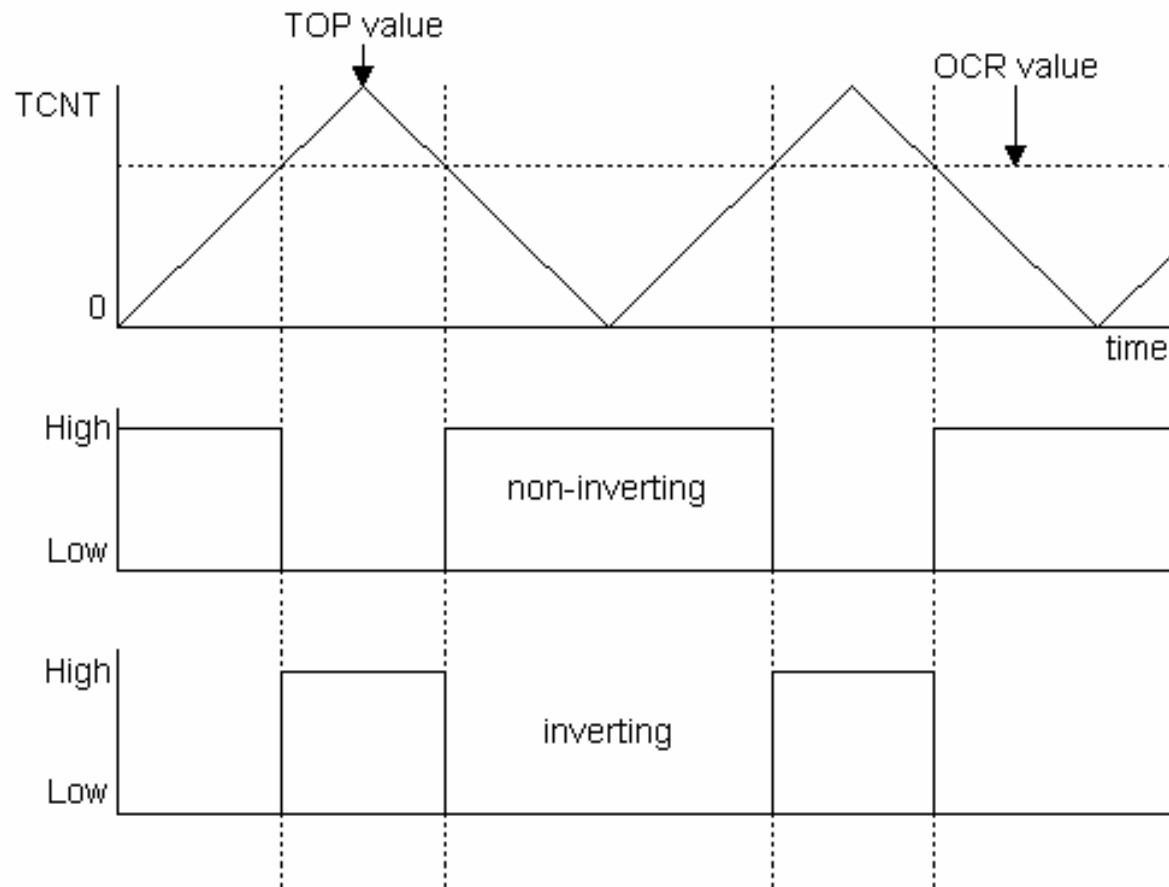 TOP value
OCR value
TCNT
0
time
High
non-inverting
Low
High
inverting
Low